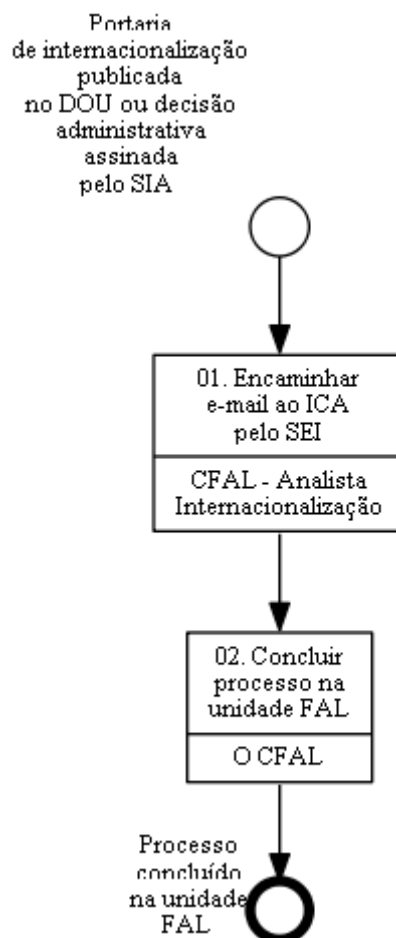 Portaria
de internacionalização
publicada
no DOU ou decisão
administrativa
assinada
pelo SIA
01. Encaminhar
e-mail ao ICA
pelo SEI
CFAL - Analista
Internacionalização
02. Concluir
processo na
unidade FAL
O CFAL
Processo
concluído
na unidade
FAL